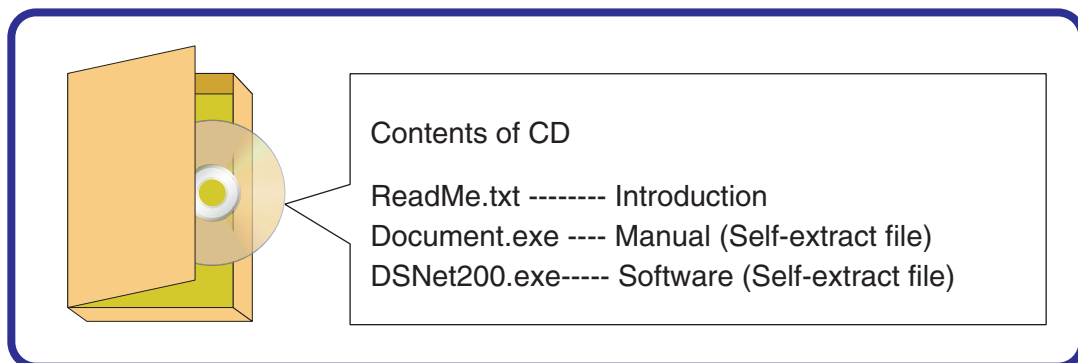 Contents of CD
ReadMe.txt -------- Introduction
Document.exe ---- Manual (Self-extract file)
DSNet200.exe----- Software (Self-extract file)